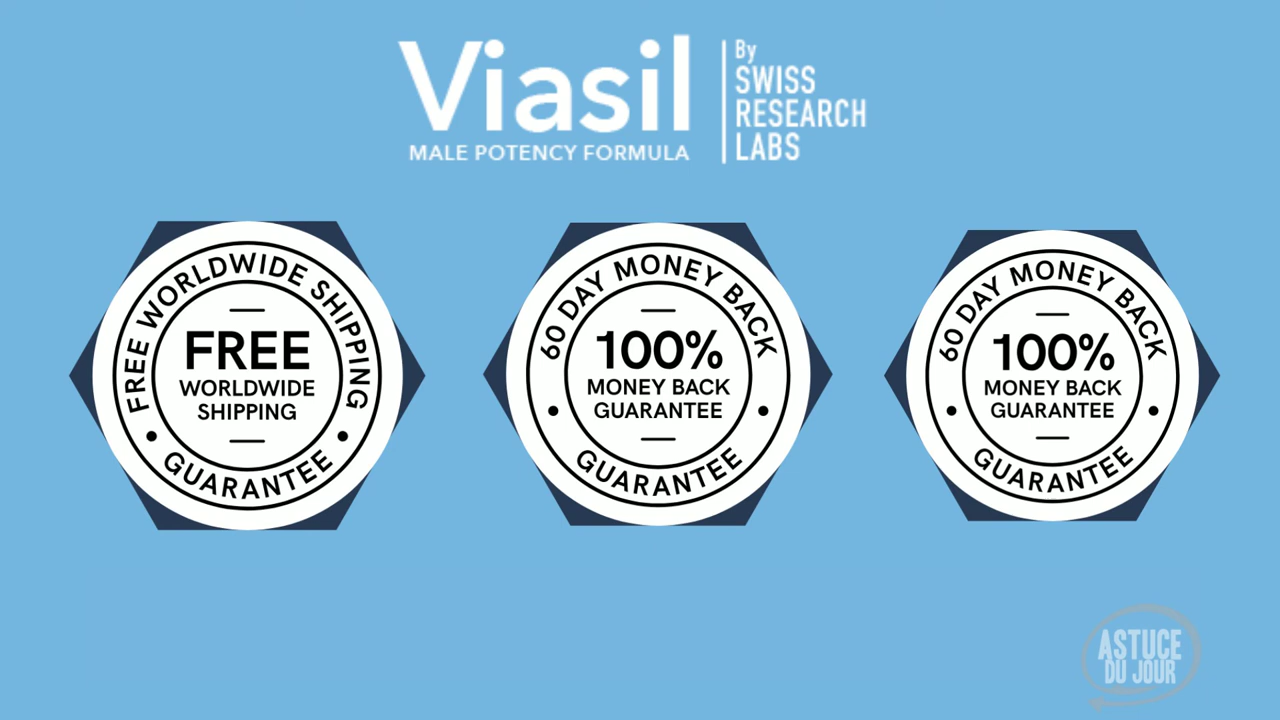 Viasil
MALE POTENCY FORMULA
By
SWISS
RESEARCH
LABS
FREE WORLDWIDE SHIPPING
FREE
WORLDWIDE
SHIPPING
GUARANTEE
60 DAY MONEY BACK
100%
MONEY BACK
GUARANTEE
GUARANTEE
60 DAY MONEY BACK
100%
MONEY BACK
GUARANTEE
GUARANTEE
ASTUCE
DU JOUR